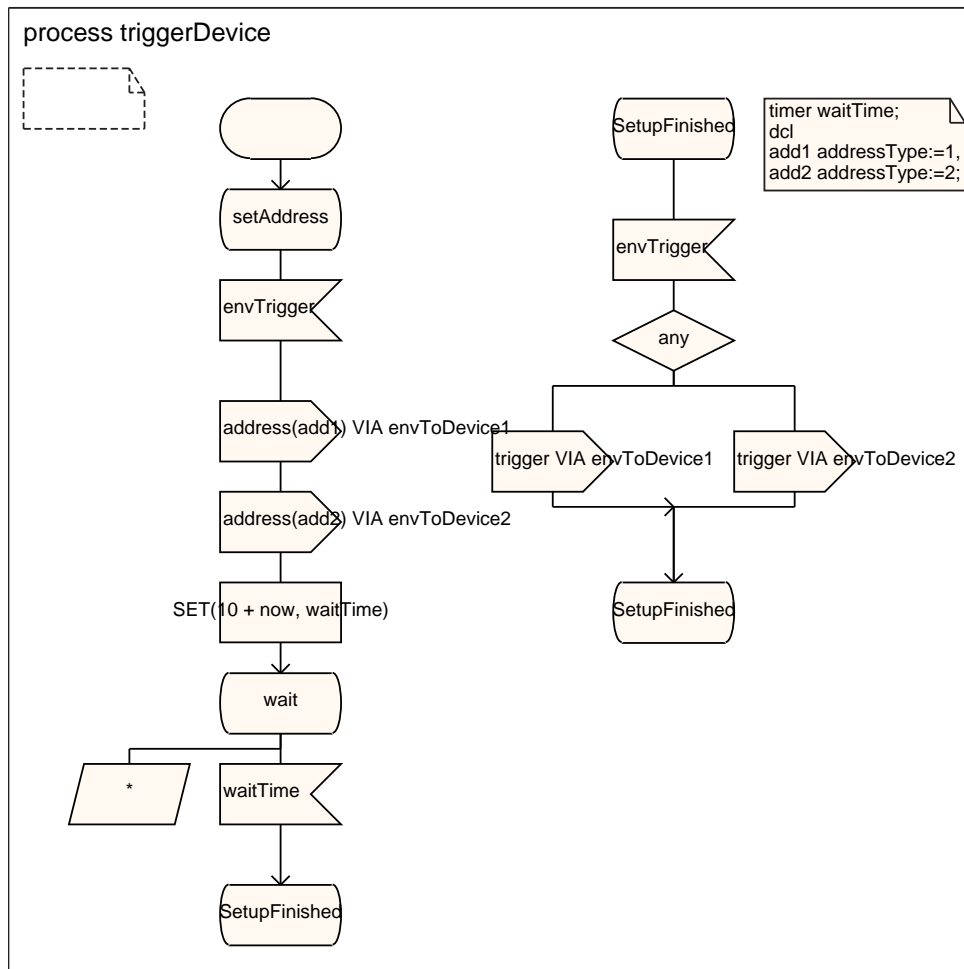 process triggerDevice
setAddress
envTrigger
address(add1) VIA envToDevice1
address(add2) VIA envToDevice2
SET(10 + now, waitTime)
wait
*
waitTime
SetupFinished
SetupFinished
envTrigger
any
trigger VIA envToDevice1
trigger VIA envToDevice2
SetupFinished
timer waitTime;
dcl
add1 addressType:=1,
add2 addressType:=2;